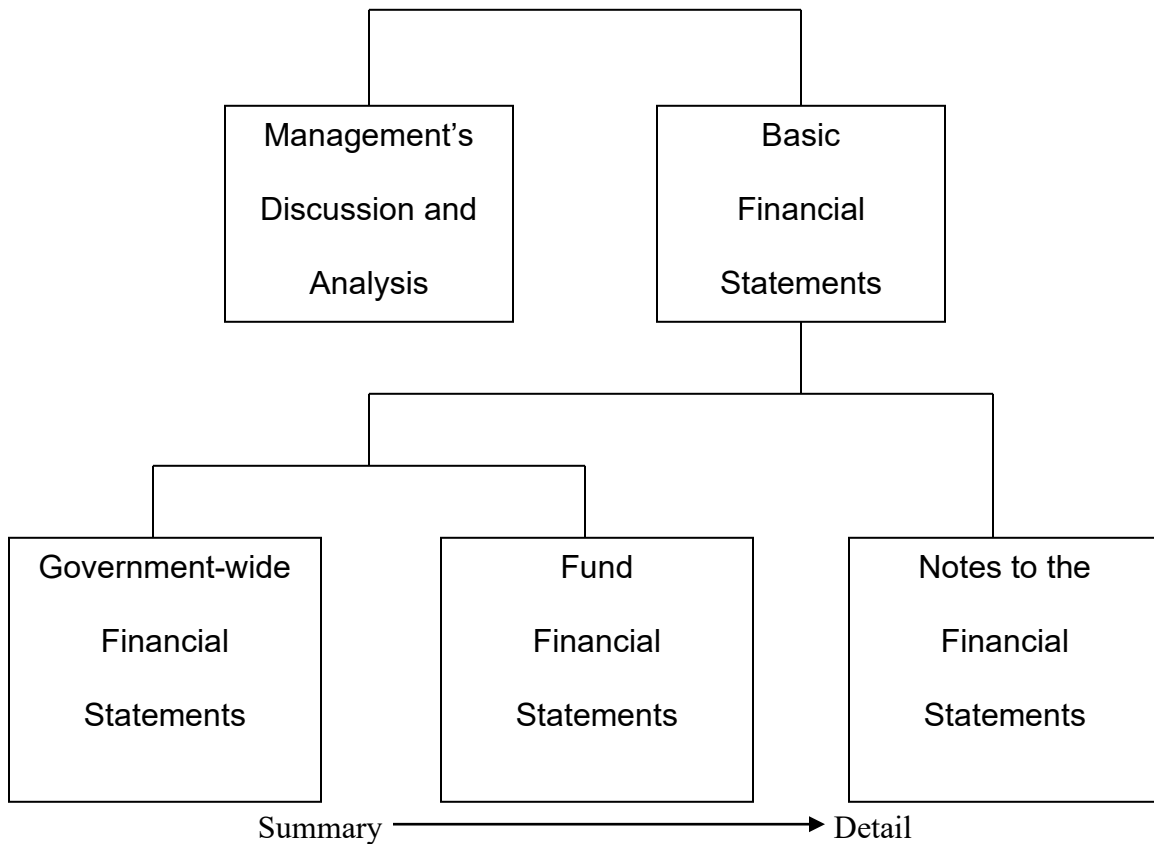 Management’s
Discussion and
Analysis
Basic
Financial
Statements
Government-wide
Financial
Statements
Fund
Financial
Statements
Notes to the
Financial
Statements
Summary
Detail